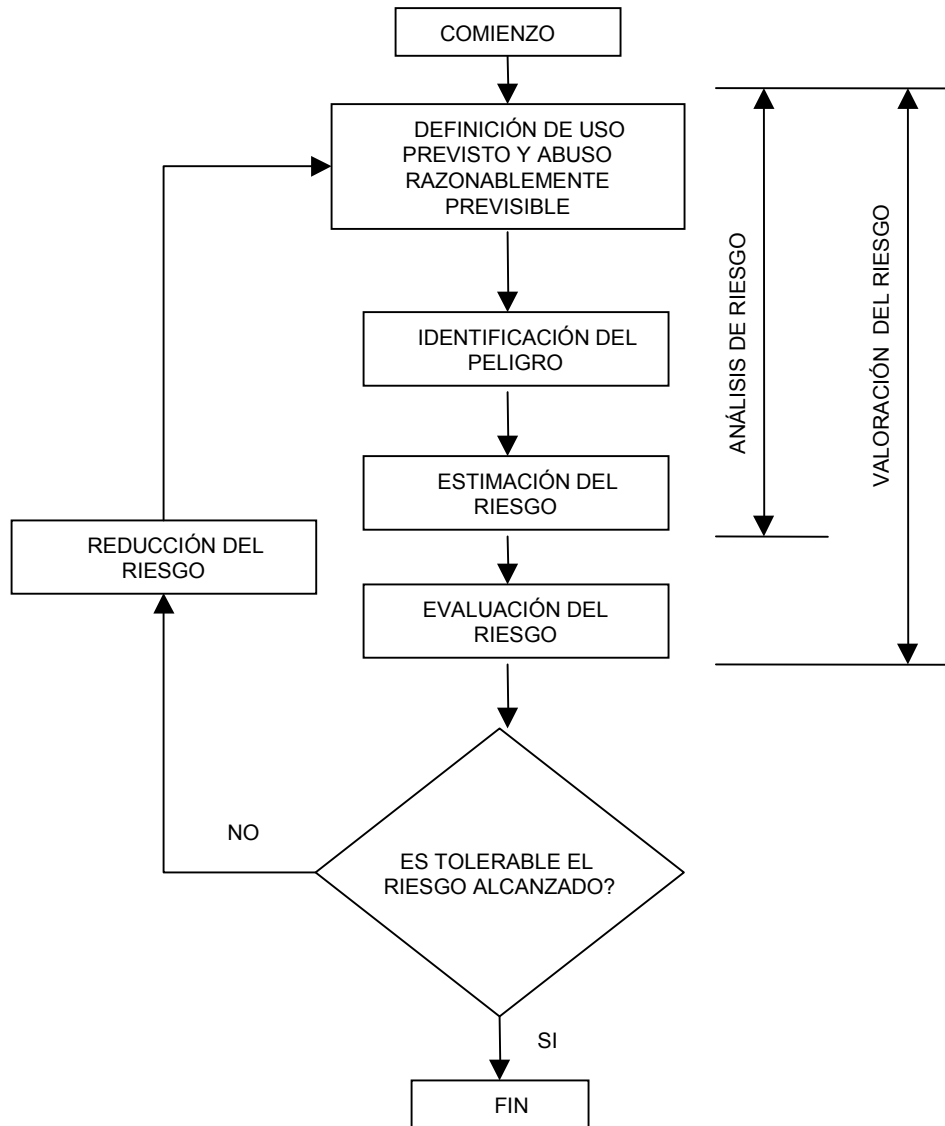 COMIENZO
DEFINICIÓN DE USO
PREVISTO Y ABUSO
RAZONABLEMENTE
PREVISIBLE
IDENTIFICACIÓN DEL
PELIGRO
ESTIMACIÓN DEL
RIESGO
REDUCCIÓN DEL
RIESGO
EVALUACIÓN DEL
RIESGO
ANÁLISIS DE RIESGO
VALORACIÓN DEL RIESGO
NO
ES TOLERABLE EL
RIESGO ALCANZADO?
SI
FIN